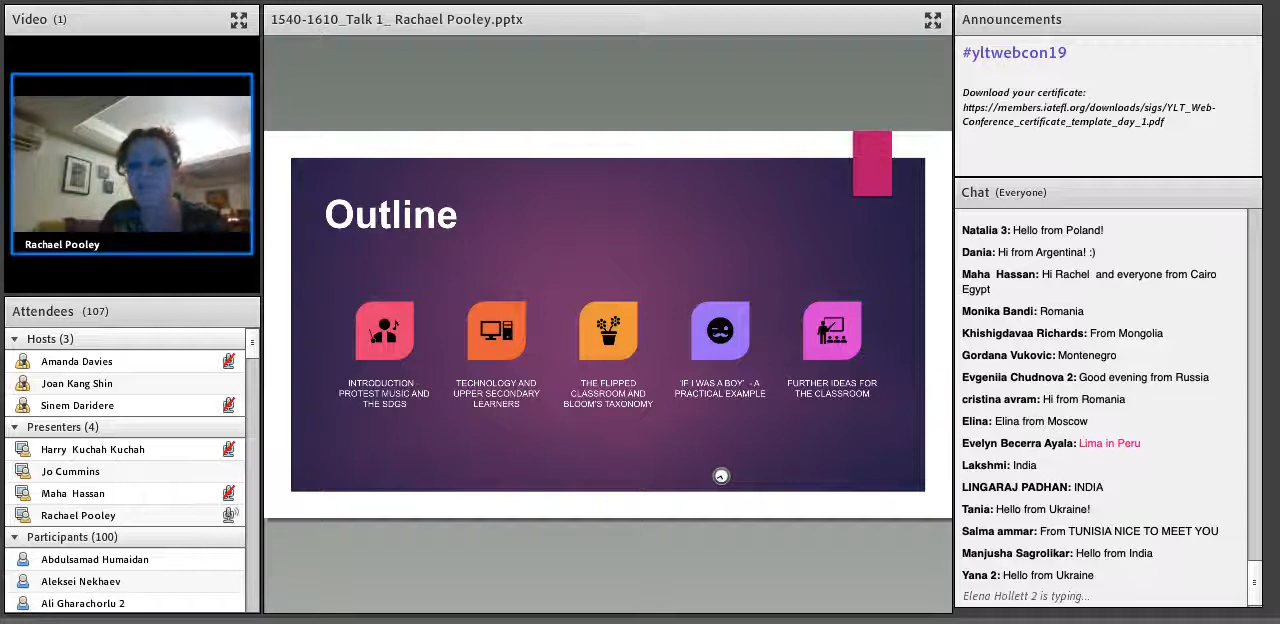 Video (1)
Rachael Pooley
Attendees (107)
Hosts (3)
Amanda Davies
Joan Kang Shin
Sinem Daridere
Presenters (4)
Harry Kuchah Kuchah
Jo Cummins
Maha Hassan
Rachael Pooley
Participants (100)
Abdulsamad Humaidan
Aleksei Nekhaev
Ali Gharachorlu 2
1540-1610_Talk 1_ Rachael Pooley.pptx
Outline
INTRODUCTION -
PROTEST MUSIC AND
THE SDGS
TECHNOLOGY AND
UPPER SECONDARY
LEARNERS
THE FLIPPED
CLASSROOM AND
BLOOM'S TAXONOMY
'IF I WAS A BOY' - A
PRACTICAL EXAMPLE
FURTHER IDEAS FOR
THE CLASSROOM
Announcements
#yltwebcon19
Download your certificate:
https://members.iatefl.org/downloads/sigs/YLT_Web-
Conference_certificate_template_day_1.pdf
Chat (Everyone)
Natalia 3: Hello from Poland!
Dania: Hi from Argentina! :)
Maha Hassan: Hi Rachel and everyone from Cairo
Egypt
Monika Bandi: Romania
Khishigdavaa Richards: From Mongolia
Gordana Vukovic: Montenegro
Evgeniia Chudnova 2: Good evening from Russia
cristina avram: Hi from Romania
Elina: Elina from Moscow
Evelyn Becerra Ayala: Lima in Peru
Lakshmi: India
LINGARAJ PADHAN: INDIA
Tania: Hello from Ukraine!
Salma ammar: From TUNISIA NICE TO MEET YOU
Manjusha Sagrolikar: Hello from India
Yana 2: Hello from Ukraine
Elena Hollett 2 is typing...